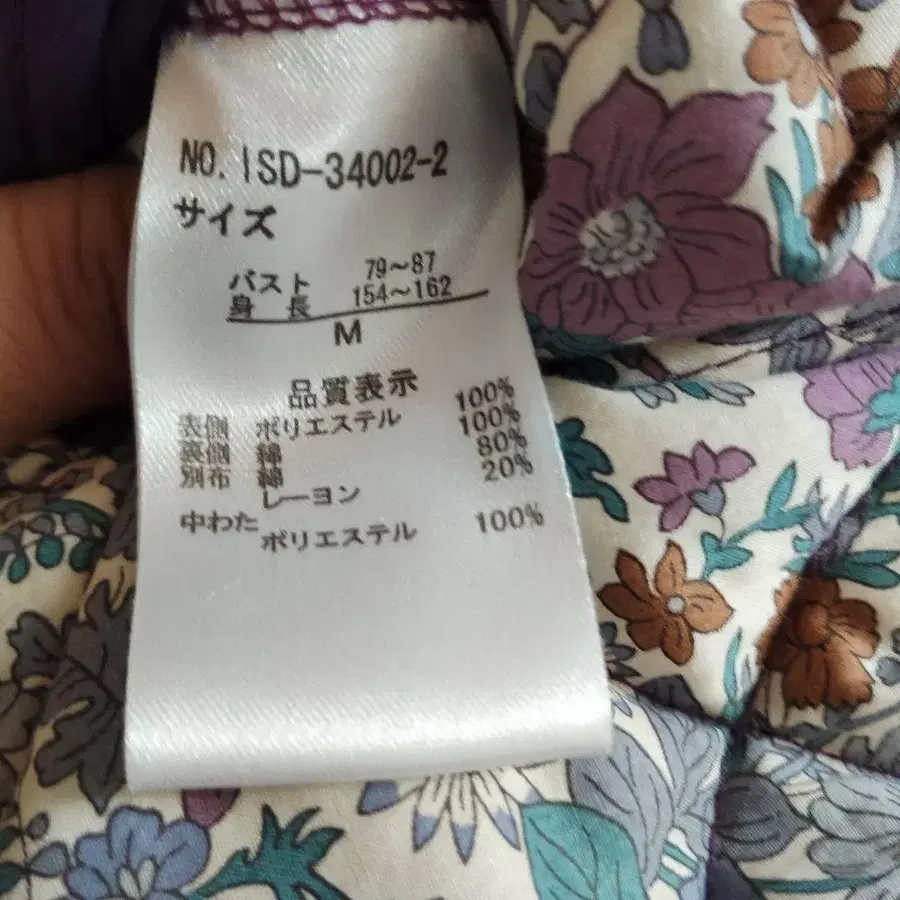 NO. ISD-34002-2
サイズ
バスト 79～87
身長 154～162
M
品質表示
表側 ポリエステル 100%
裏側 綿 100%
別布 綿 80%
レーヨン 20%
中わた ポリエステル 100%